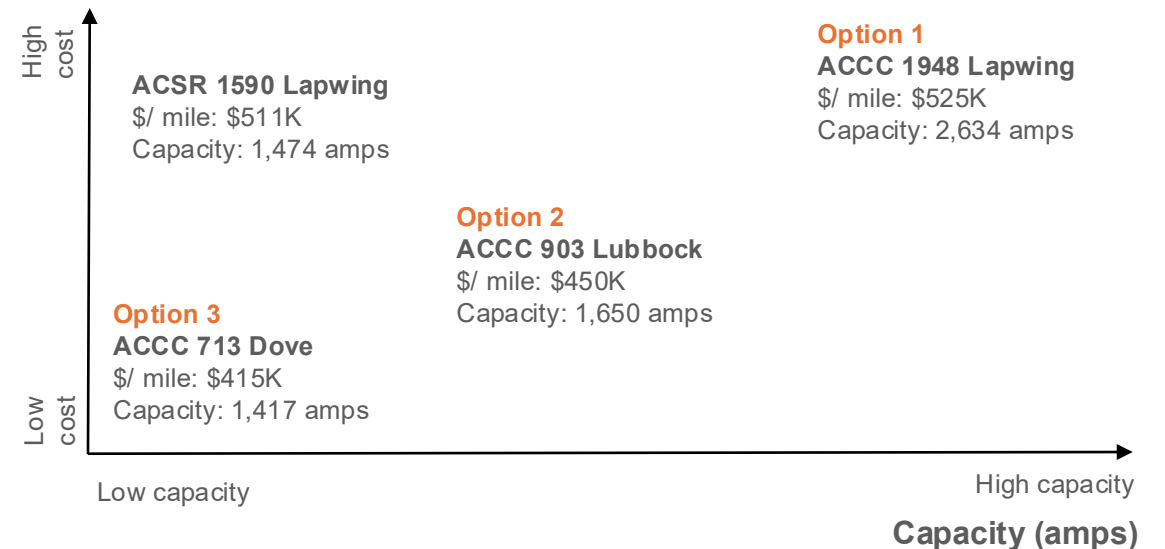 High
cost
Option 1
ACCC 1948 Lapwing
$/ mile: $525K
Capacity: 2,634 amps
ACSR 1590 Lapwing
$/ mile: $511K
Capacity: 1,474 amps
Option 2
ACCC 903 Lubbock
$/ mile: $450K
Capacity: 1,650 amps
Option 3
ACCC 713 Dove
$/ mile: $415K
Capacity: 1,417 amps
Low
cost
Low capacity
High capacity
Capacity (amps)